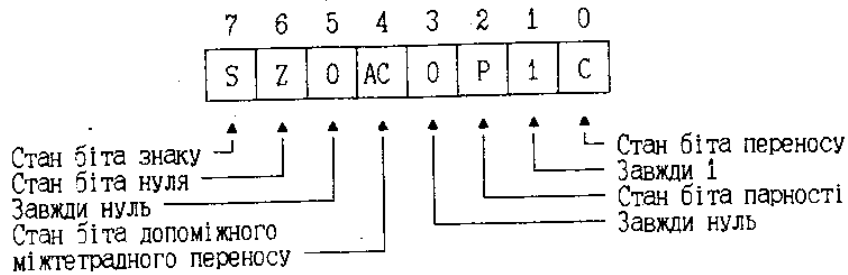 7 6 5 4 3 2 1 0
S Z 0 AC 0 P 1 C
Стан біта знаку
Стан біта нуля
Завжди нуль
Стан біта допоміжного
міжтетрадного переносу
Стан біта переносу
Завжди 1
Стан біта парності
Завжди нуль